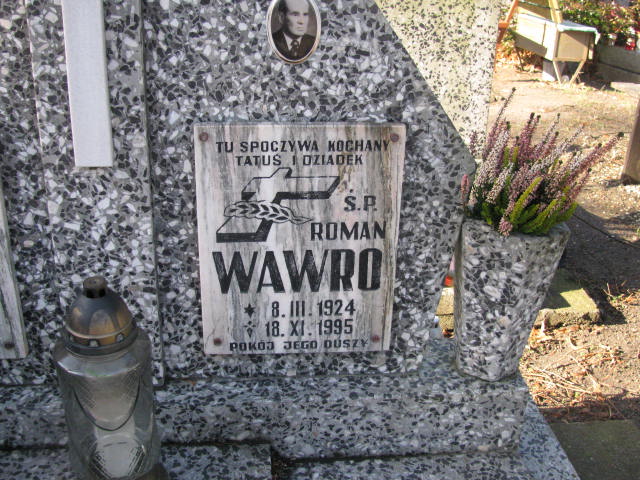 TU SPOCZYWA KOCHANY
TATUŚ I DZIADEK
Ś.P.
ROMAN
WAWRO
8.III.1924
18.XI.1995
POKÓJ JEGO DUSZY